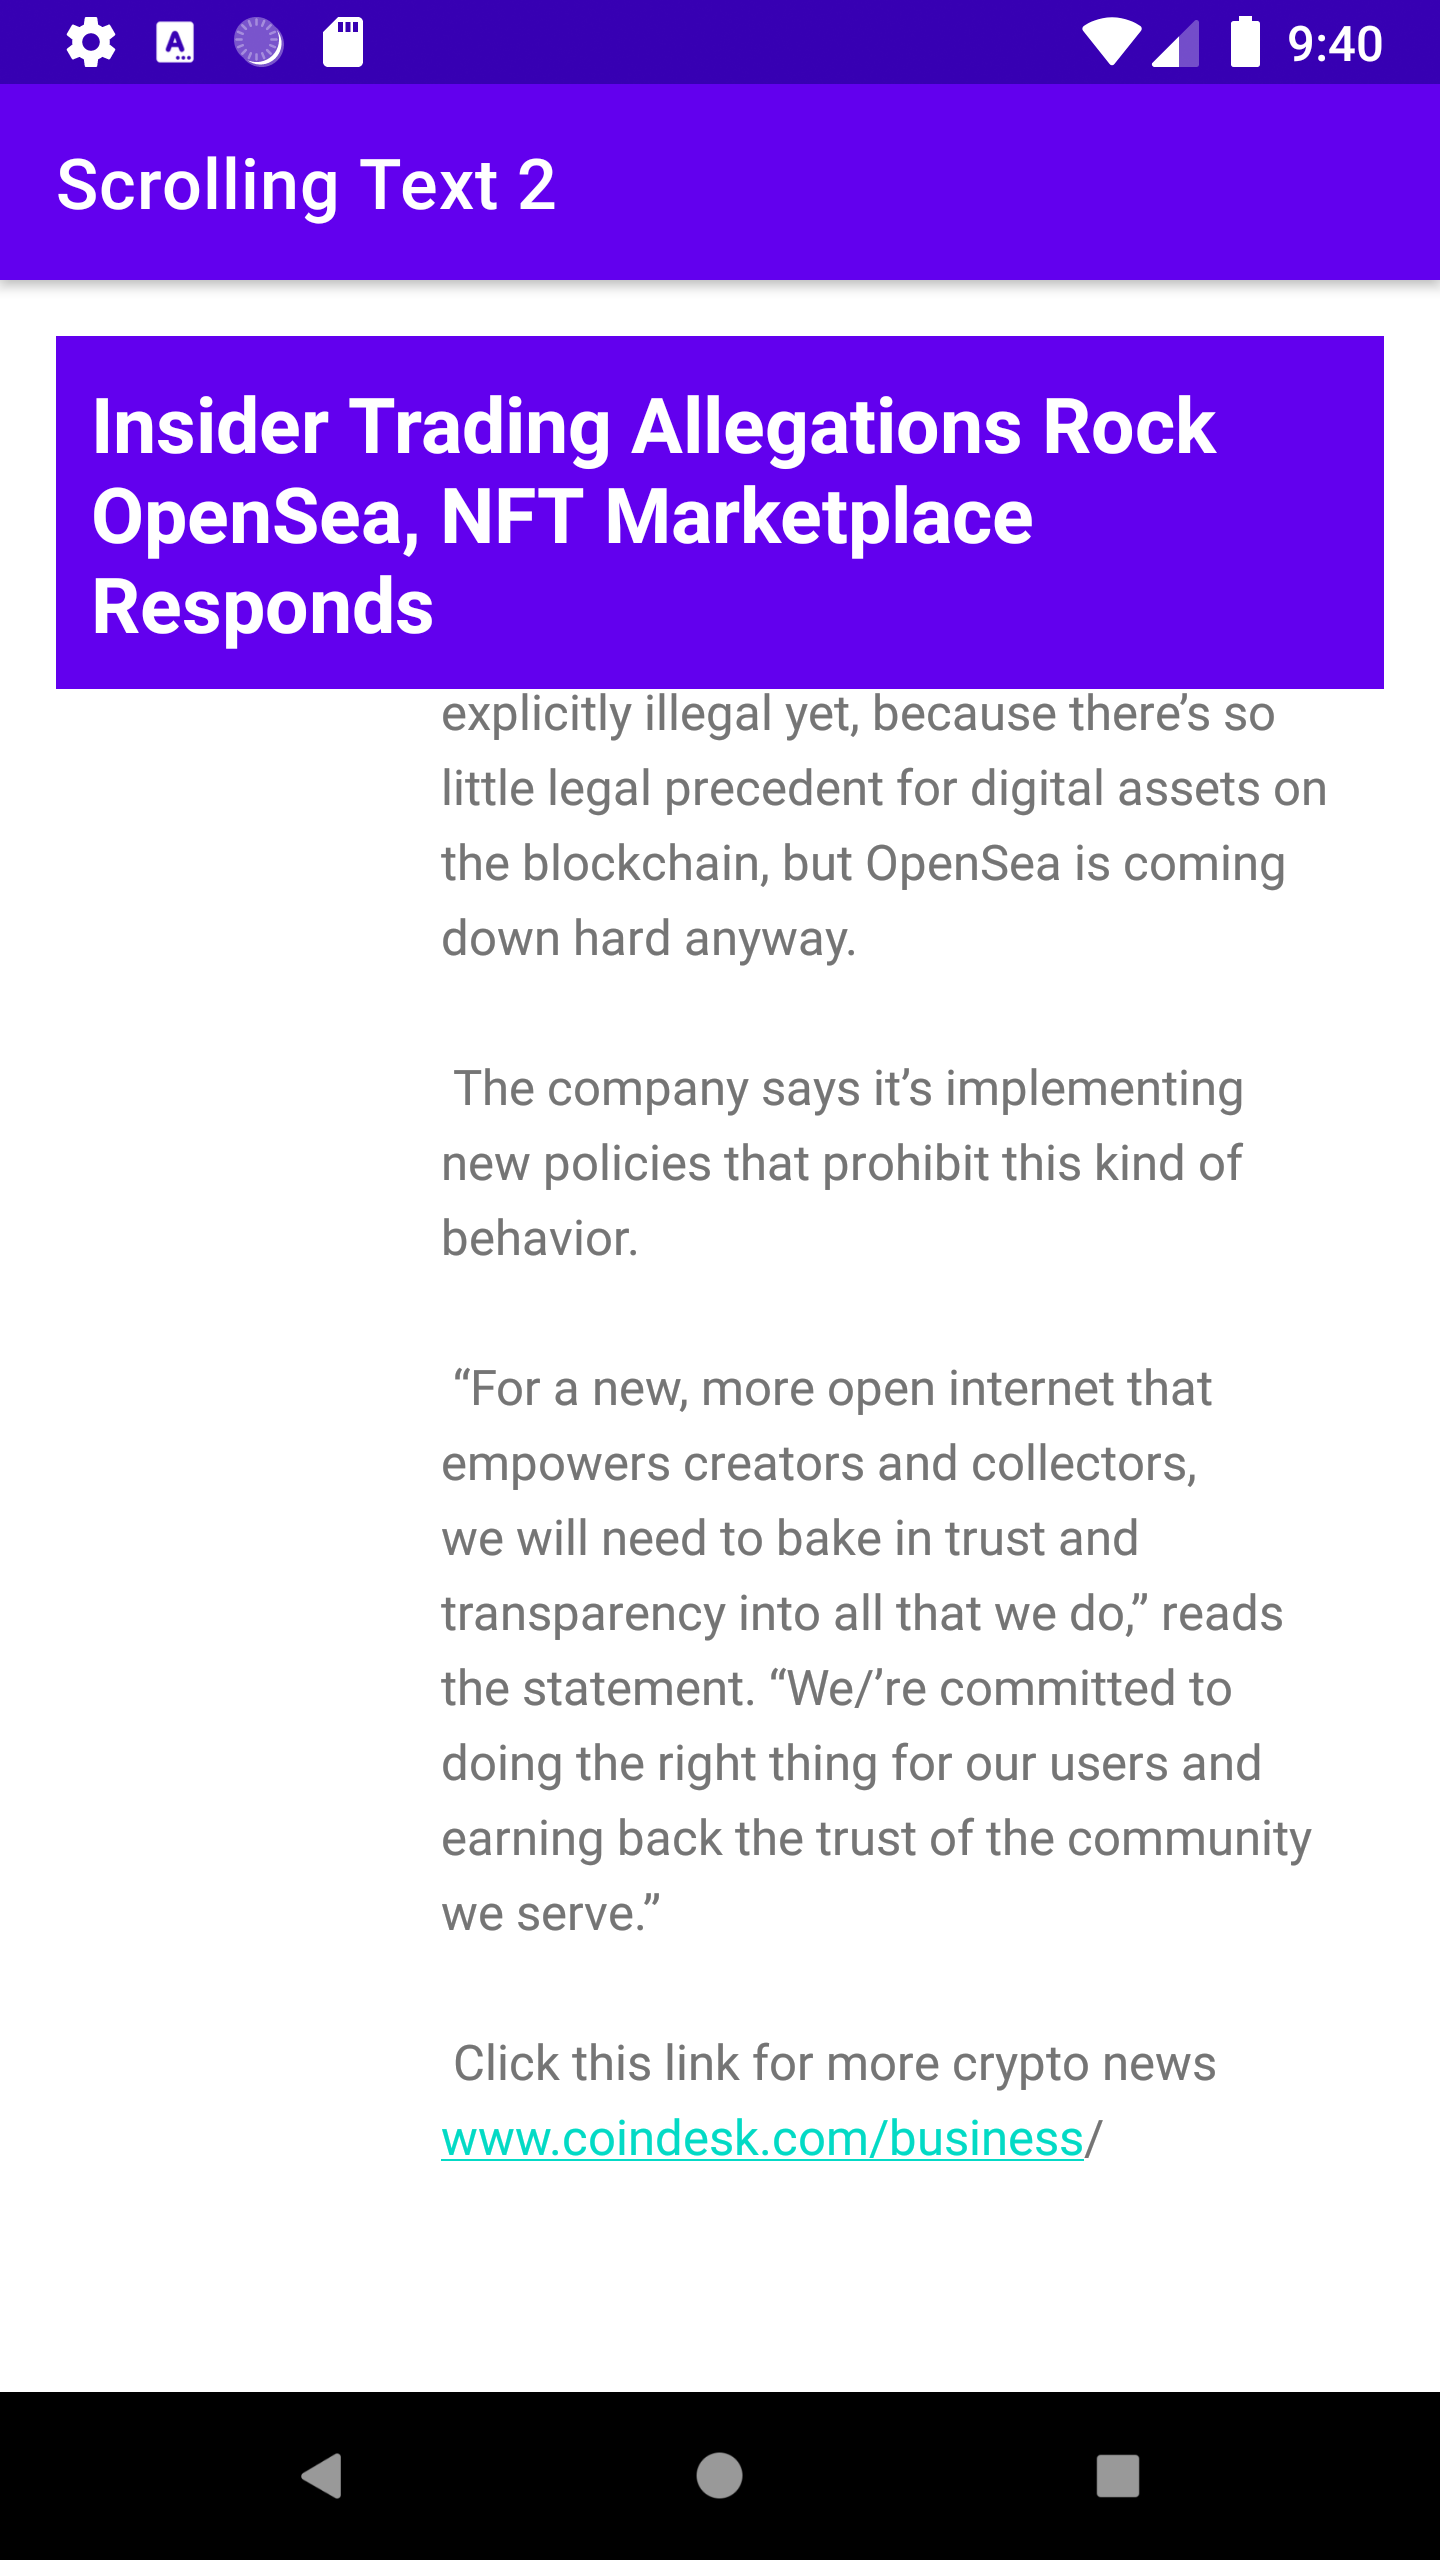 9:40
Scrolling Text 2
Insider Trading Allegations Rock
OpenSea, NFT Marketplace
Responds
explicitly illegal yet, because there’s so
little legal precedent for digital assets on
the blockchain, but OpenSea is coming
down hard anyway.
The company says it’s implementing
new policies that prohibit this kind of
behavior.
“For a new, more open internet that
empowers creators and collectors,
we will need to bake in trust and
transparency into all that we do,” reads
the statement. “We/’re committed to
doing the right thing for our users and
earning back the trust of the community
we serve.”
Click this link for more crypto news
www.coindesk.com/business/